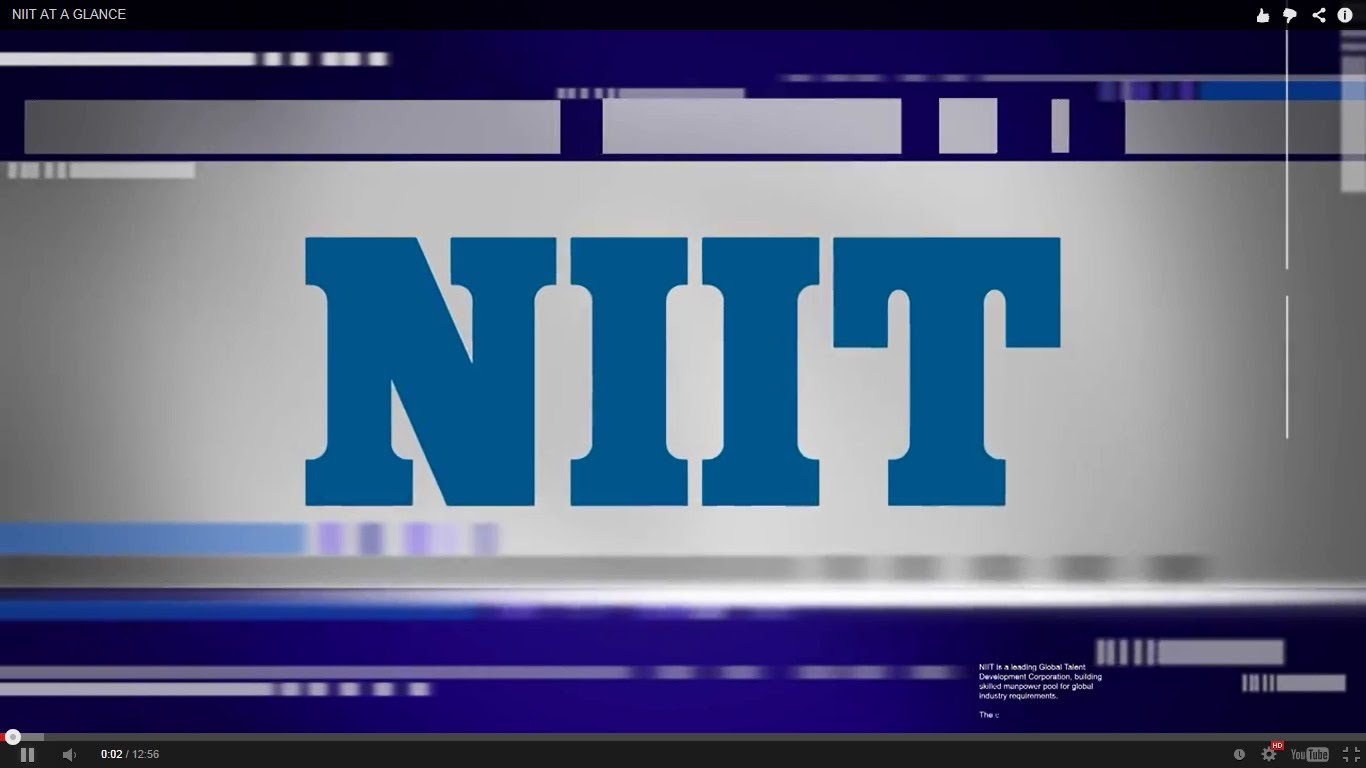 NIIT AT A GLANCE
NIIT
NIIT is a leading Global Talent
Development Corporation, building
skilled manpower pool for global
industry requirements.
The c
HD
0:02 / 12:56
YouTube